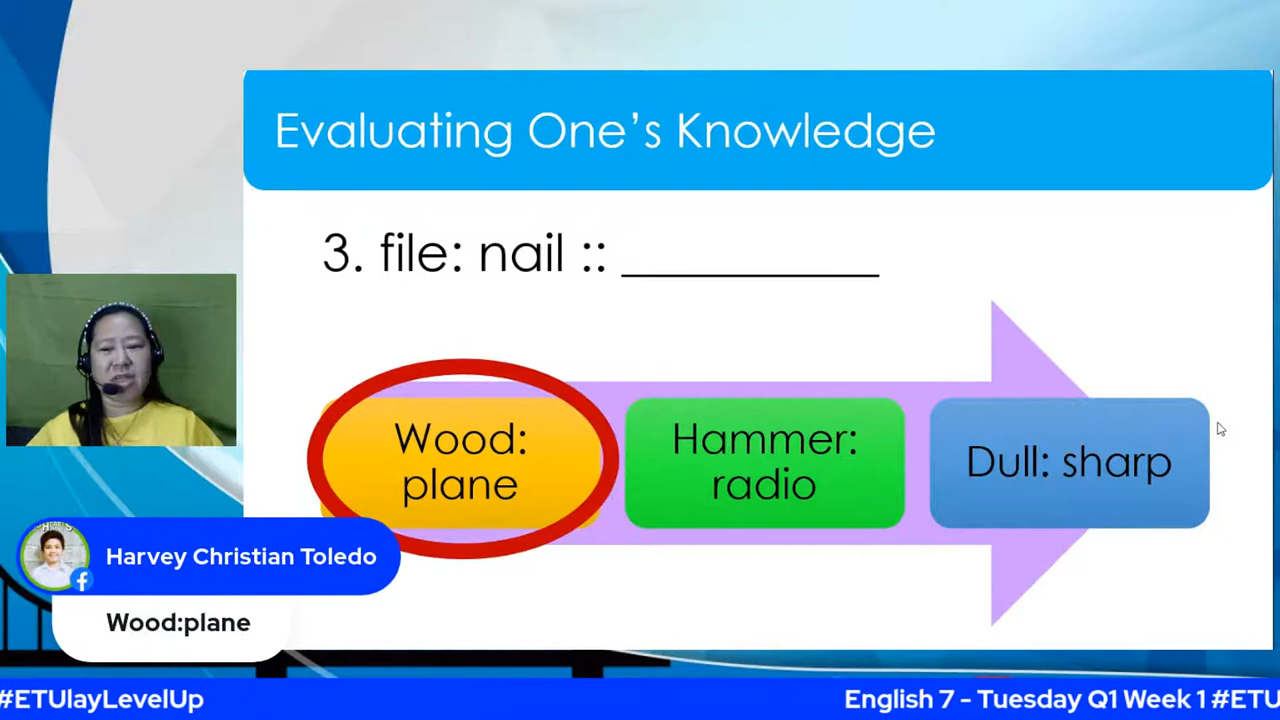 Evaluating One's Knowledge
3. file: nail :: __________
Wood:
plane
Hammer:
radio
Dull: sharp
Harvey Christian Toledo
Wood:plane
#ETUlayLevelUp
English 7 - Tuesday Q1 Week 1 #ETU